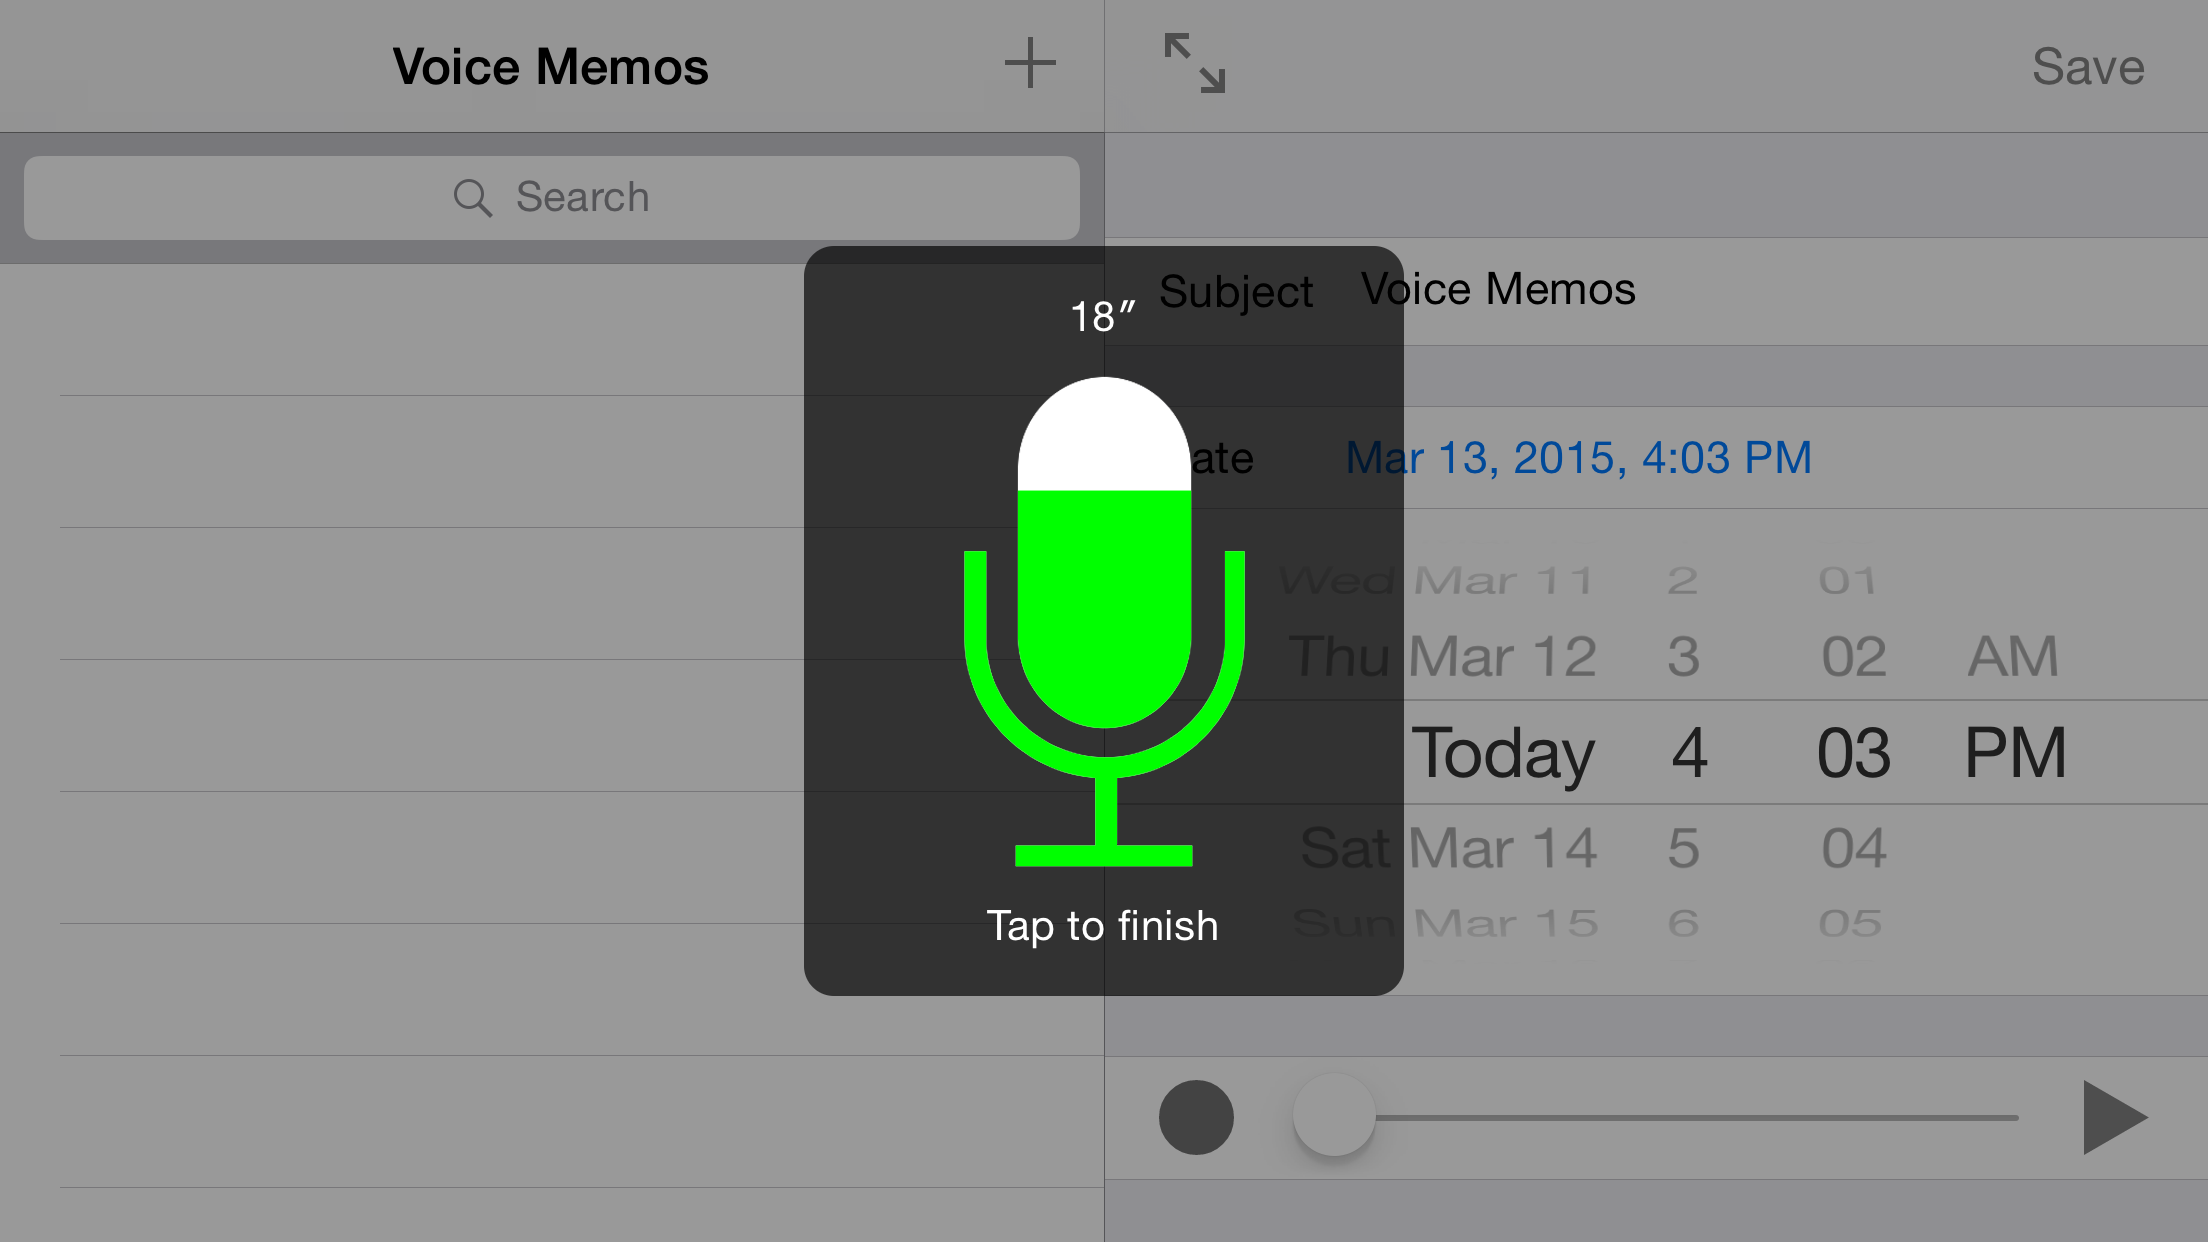 Voice Memos
Save
Search
Subject Voice Memos
18″
ate Mar 13, 2015, 4:03 PM
Wed Mar 11 2 01
Thu Mar 12 3 02 AM
Today 4 03 PM
Sat Mar 14 5 04
Sun Mar 15 6 05
Tap to finish